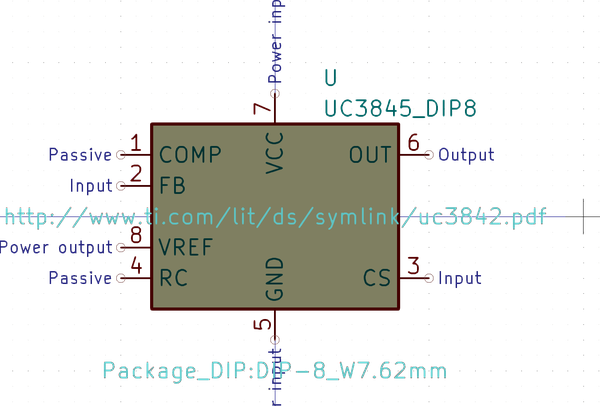 Power inp
U
UC3845_DIP8
7
VCC
Passive 1 COMP
OUT 6 Output
Input 2 FB
http://www.ti.com/lit/ds/symlink/uc3842.pdf
Power output 8 VREF
Passive 4 RC
CS 3 Input
GND
5
Package_DIP:DIP-8_W7.62mm
r input